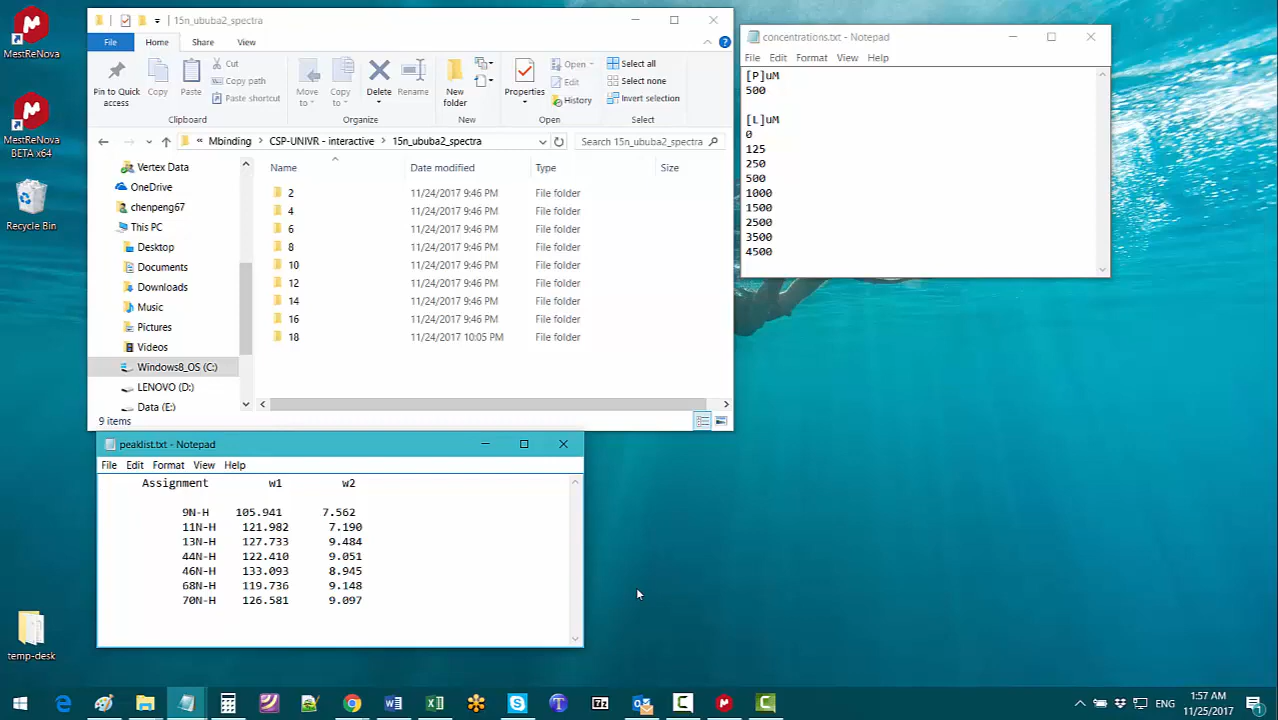 MestReNova
MestReNova
BETA x64
Recycle Bin
temp-desk
15n_ububa2_spectra
File Home Share View
Pin to Quick
access
Copy
Paste
Cut
Copy path
Paste shortcut
Clipboard
Move
to
Copy
to
Delete
Rename
Organize
New
folder
New
Properties
Open
Edit
History
Open
Select all
Select none
Invert selection
Select
« Mbinding > CSP-UNIVR - interactive > 15n_ububa2_spectra
Search 15n_ububa2_spectra
Vertex Data
OneDrive
chenpeng67
This PC
Desktop
Documents
Downloads
Music
Pictures
Videos
Windows8_OS (C:)
LENOVO (D:)
Data (E:)
Name Date modified Type Size
2 11/24/2017 9:46 PM File folder
4 11/24/2017 9:46 PM File folder
6 11/24/2017 9:46 PM File folder
8 11/24/2017 9:46 PM File folder
10 11/24/2017 9:46 PM File folder
12 11/24/2017 9:46 PM File folder
14 11/24/2017 9:46 PM File folder
16 11/24/2017 9:46 PM File folder
18 11/24/2017 10:05 PM File folder
9 items
concentrations.txt - Notepad
File Edit Format View Help
[P]uM
500
[L]uM
0
125
250
500
1000
1500
2500
3500
4500
peaklist.txt - Notepad
File Edit Format View Help
Assignment w1 w2
9N-H 105.941 7.562
11N-H 121.982 7.190
13N-H 127.733 9.484
44N-H 122.410 9.051
46N-H 133.093 8.945
68N-H 119.736 9.148
70N-H 126.581 9.097
ENG
1:57 AM
11/25/2017